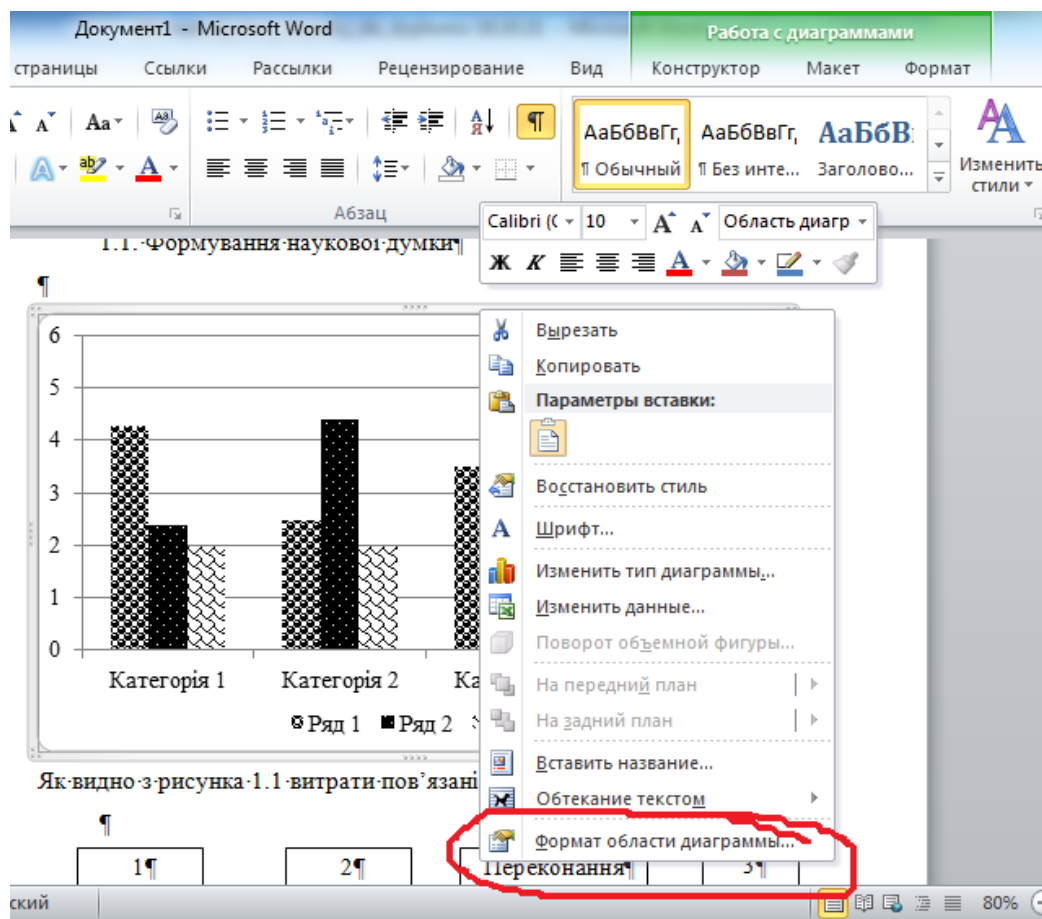 Документ1 - Microsoft Word
Работа с диаграммами
страницы Ссылки Рассылки Рецензирование Вид Конструктор Макет Формат
Аа
АаБбВвГг, АаБбВвГг, АаБбВ
¶ Обычный ¶ Без инте... Заголово...
Изменить
стили
Абзац
Calibri (С 10 Область диагр
Ж К
1.1.·Формування·наукової·думки¶
¶
6
5
4
3
2
1
0
Категорія 1 Категорія 2 Ка
Ряд 1 Ряд 2
Вырезать
Копировать
Параметры вставки:
Восстановить стиль
Шрифт...
Изменить тип диаграммы...
Изменить данные...
Поворот объемной фигуры...
На передний план
На задний план
Вставить название...
Обтекание текстом
Формат области диаграммы...
Як·видно·з·рисунка·1.1·витрати·пов’язані
¶
1¶ 2¶ Переконання¶ 3¶
ский
80%